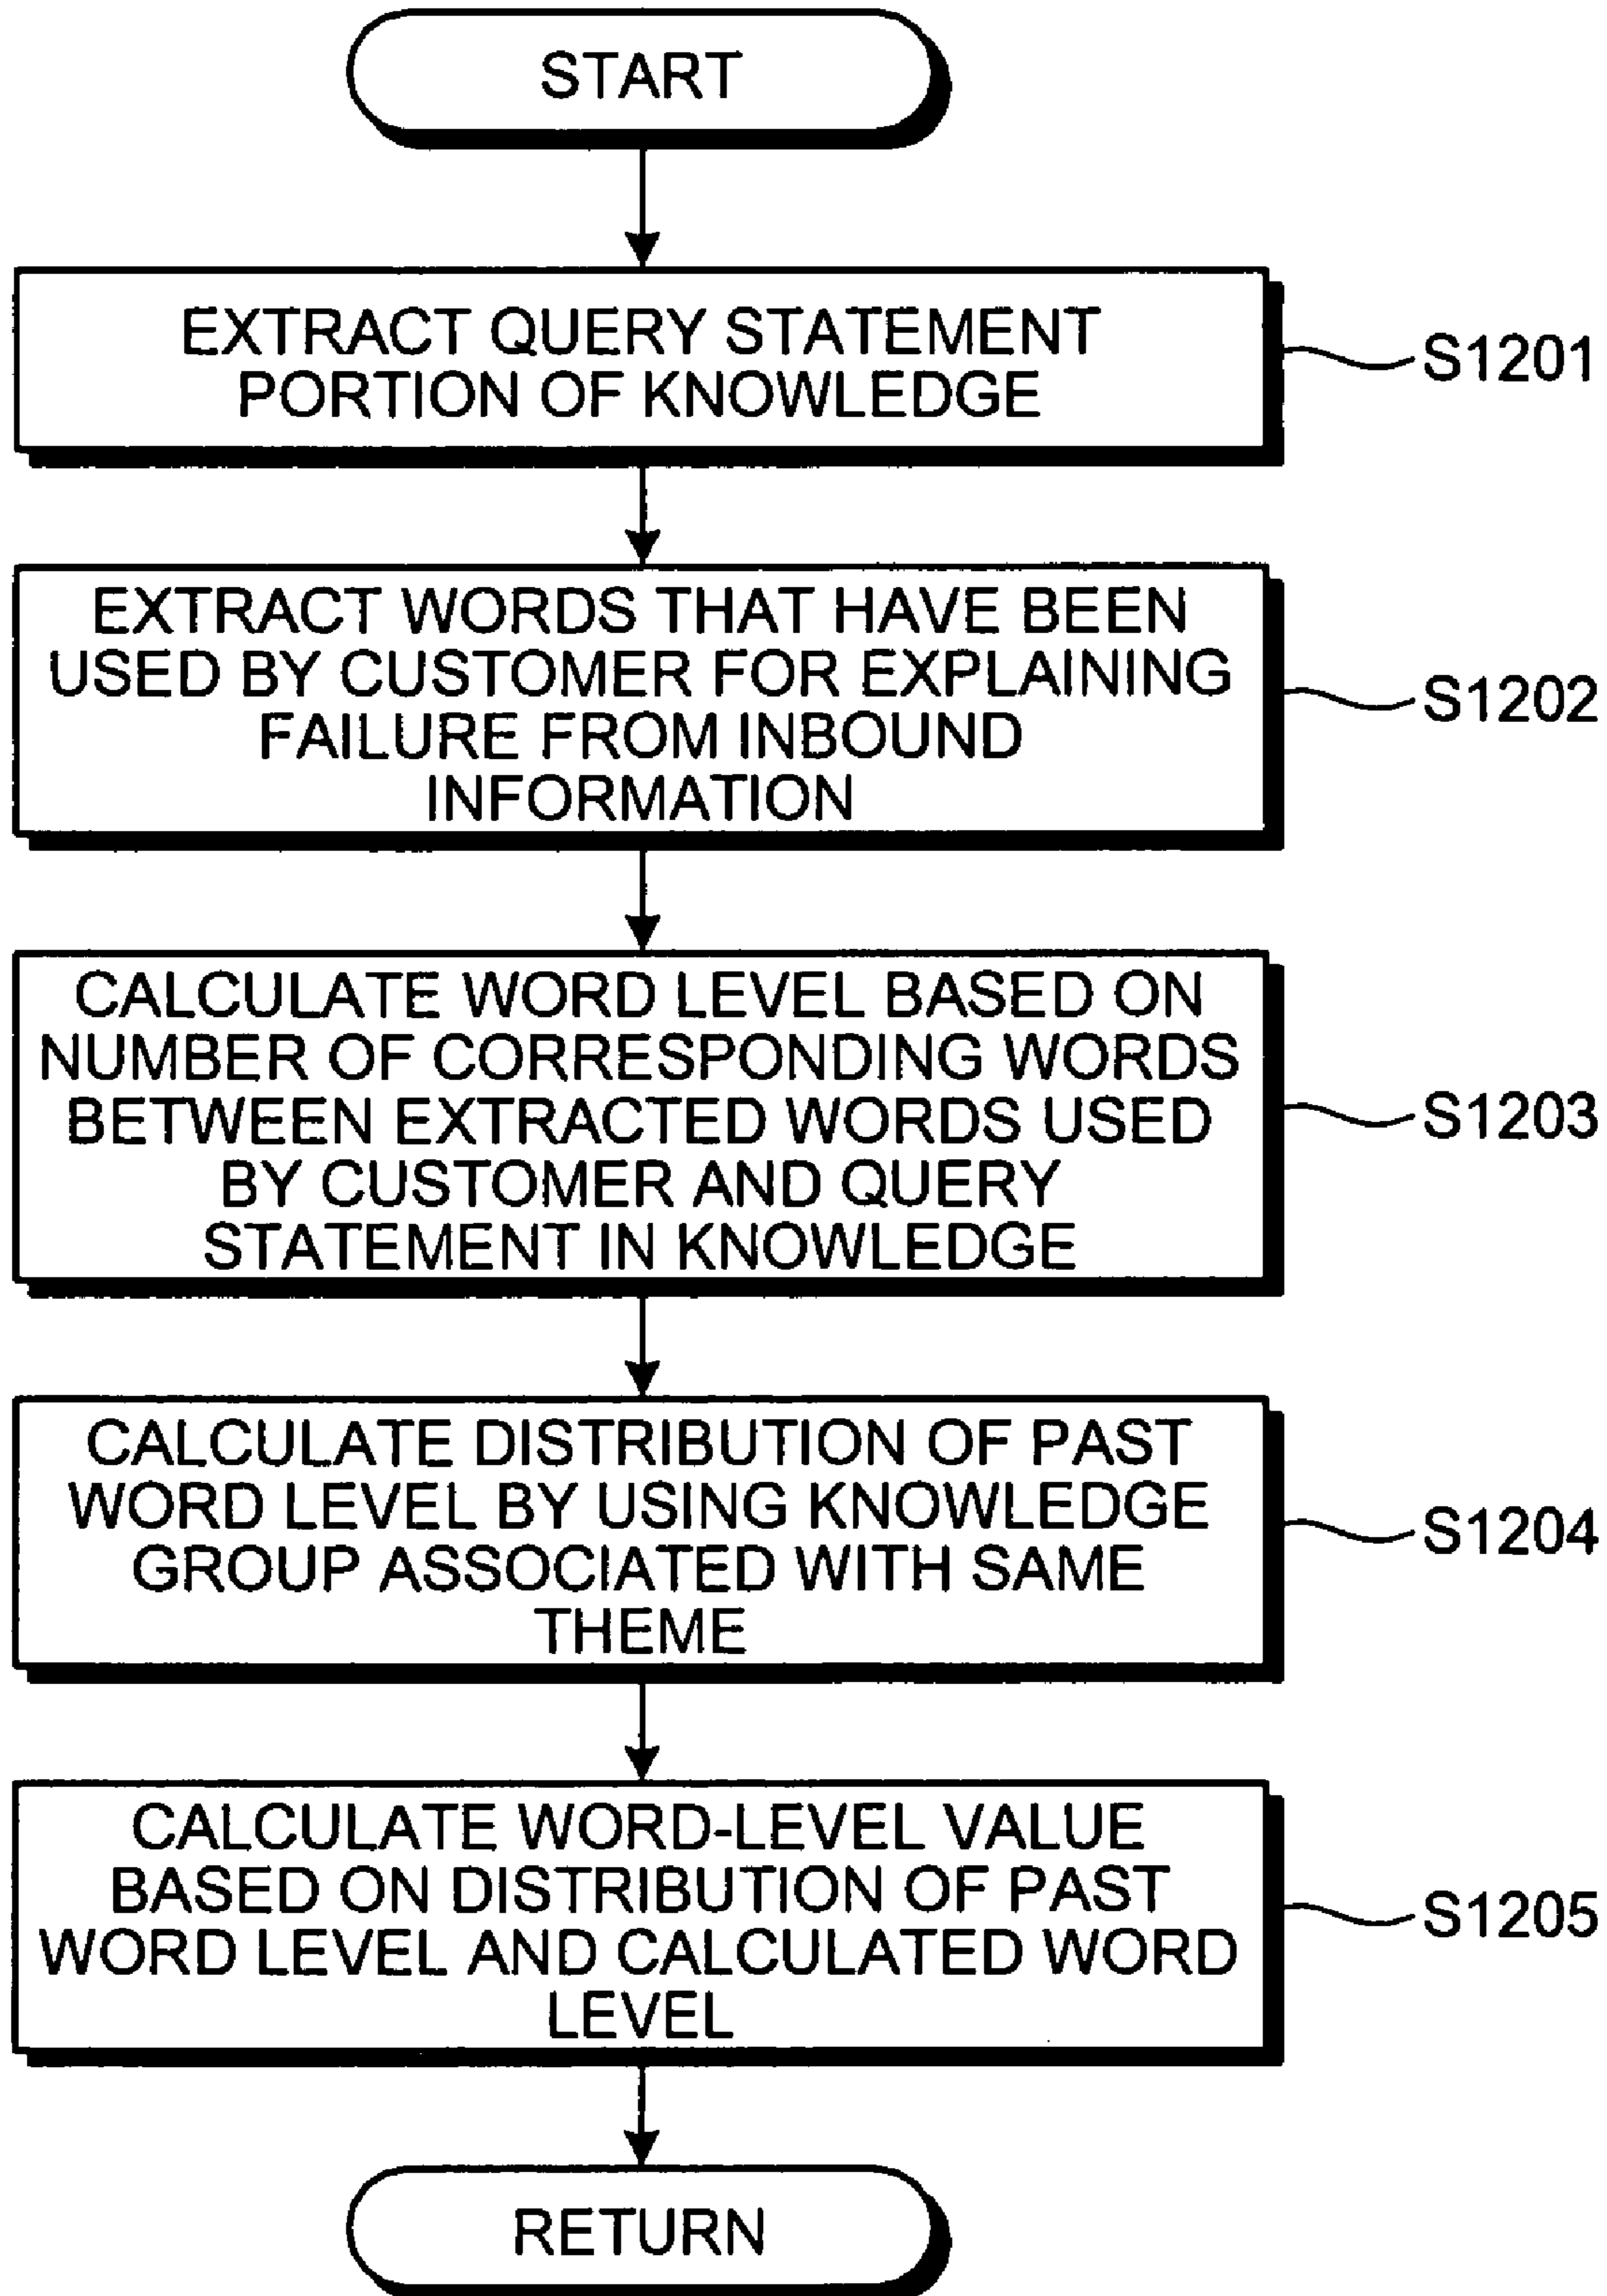 START
EXTRACT QUERY STATEMENT
PORTION OF KNOWLEDGE
S1201
EXTRACT WORDS THAT HAVE BEEN
USED BY CUSTOMER FOR EXPLAINING
FAILURE FROM INBOUND
INFORMATION
S1202
CALCULATE WORD LEVEL BASED ON
NUMBER OF CORRESPONDING WORDS
BETWEEN EXTRACTED WORDS USED
BY CUSTOMER AND QUERY
STATEMENT IN KNOWLEDGE
S1203
CALCULATE DISTRIBUTION OF PAST
WORD LEVEL BY USING KNOWLEDGE
GROUP ASSOCIATED WITH SAME
THEME
S1204
CALCULATE WORD-LEVEL VALUE
BASED ON DISTRIBUTION OF PAST
WORD LEVEL AND CALCULATED WORD
LEVEL
S1205
RETURN